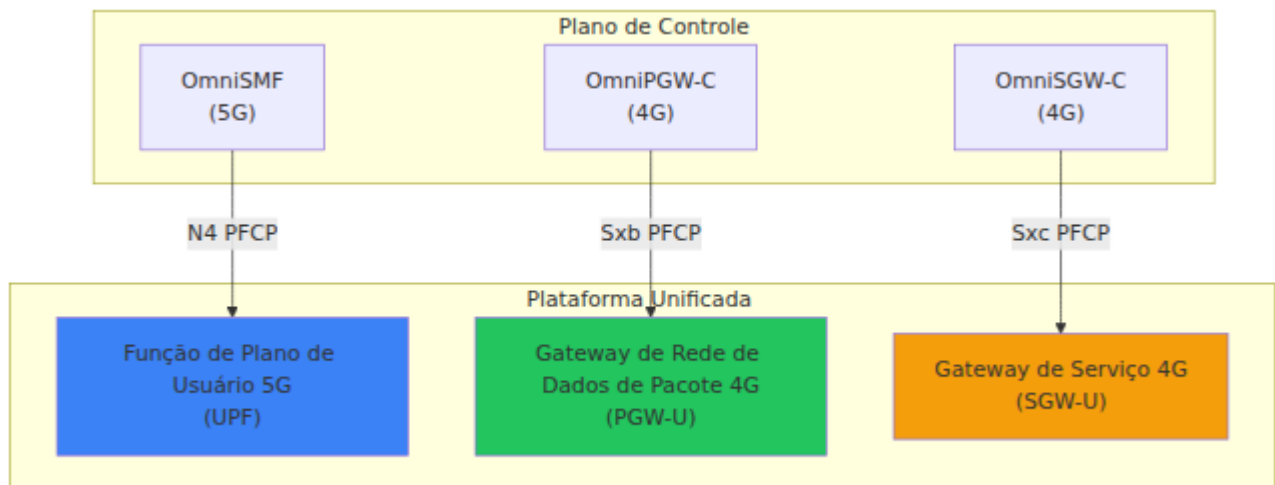 Plano de Controle
OmniSMF
(5G)
OmniPGW-C
(4G)
OmniSGW-C
(4G)
N4 PFCP
Sxb PFCP
Sxc PFCP
Plataforma Unificada
Função de Plano de
Usuário 5G
(UPF)
Gateway de Rede de
Dados de Pacote 4G
(PGW-U)
Gateway de Serviço 4G
(SGW-U)